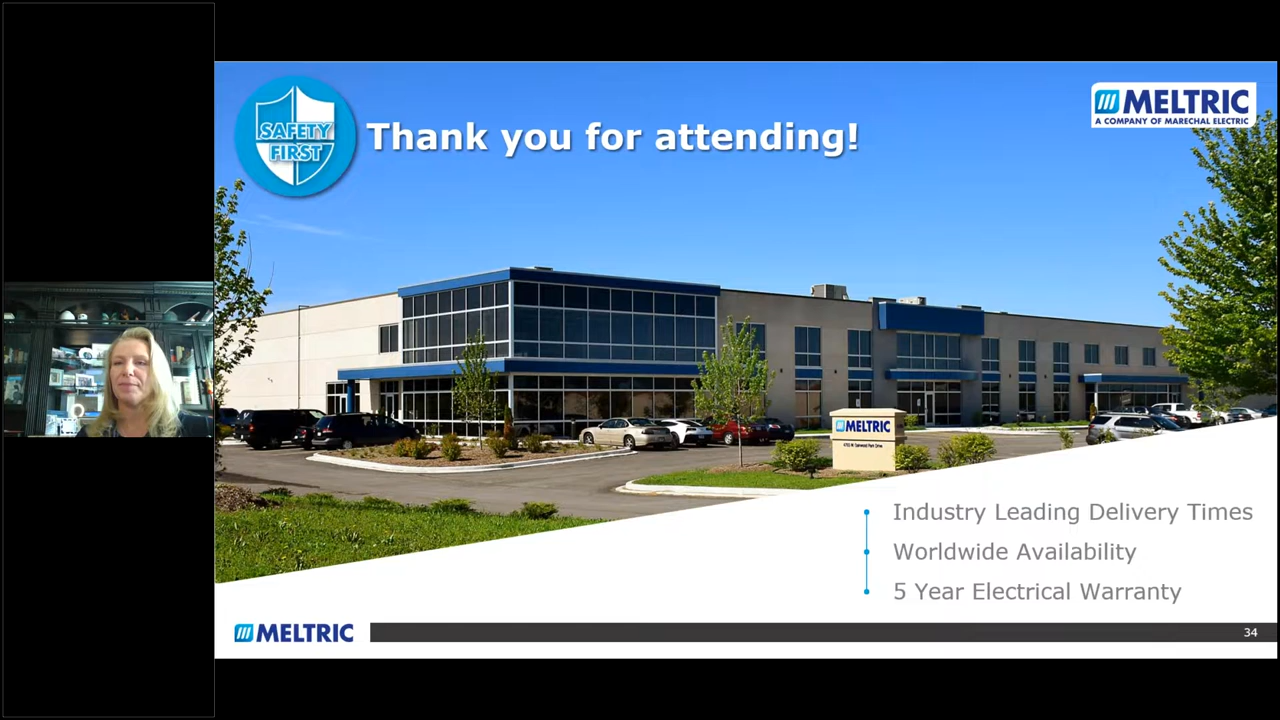 SAFETY
FIRST
Thank you for attending!
MELTRIC
A COMPANY OF MARECHAL ELECTRIC
MELTRIC
Industry Leading Delivery Times
Worldwide Availability
5 Year Electrical Warranty
MELTRIC
34